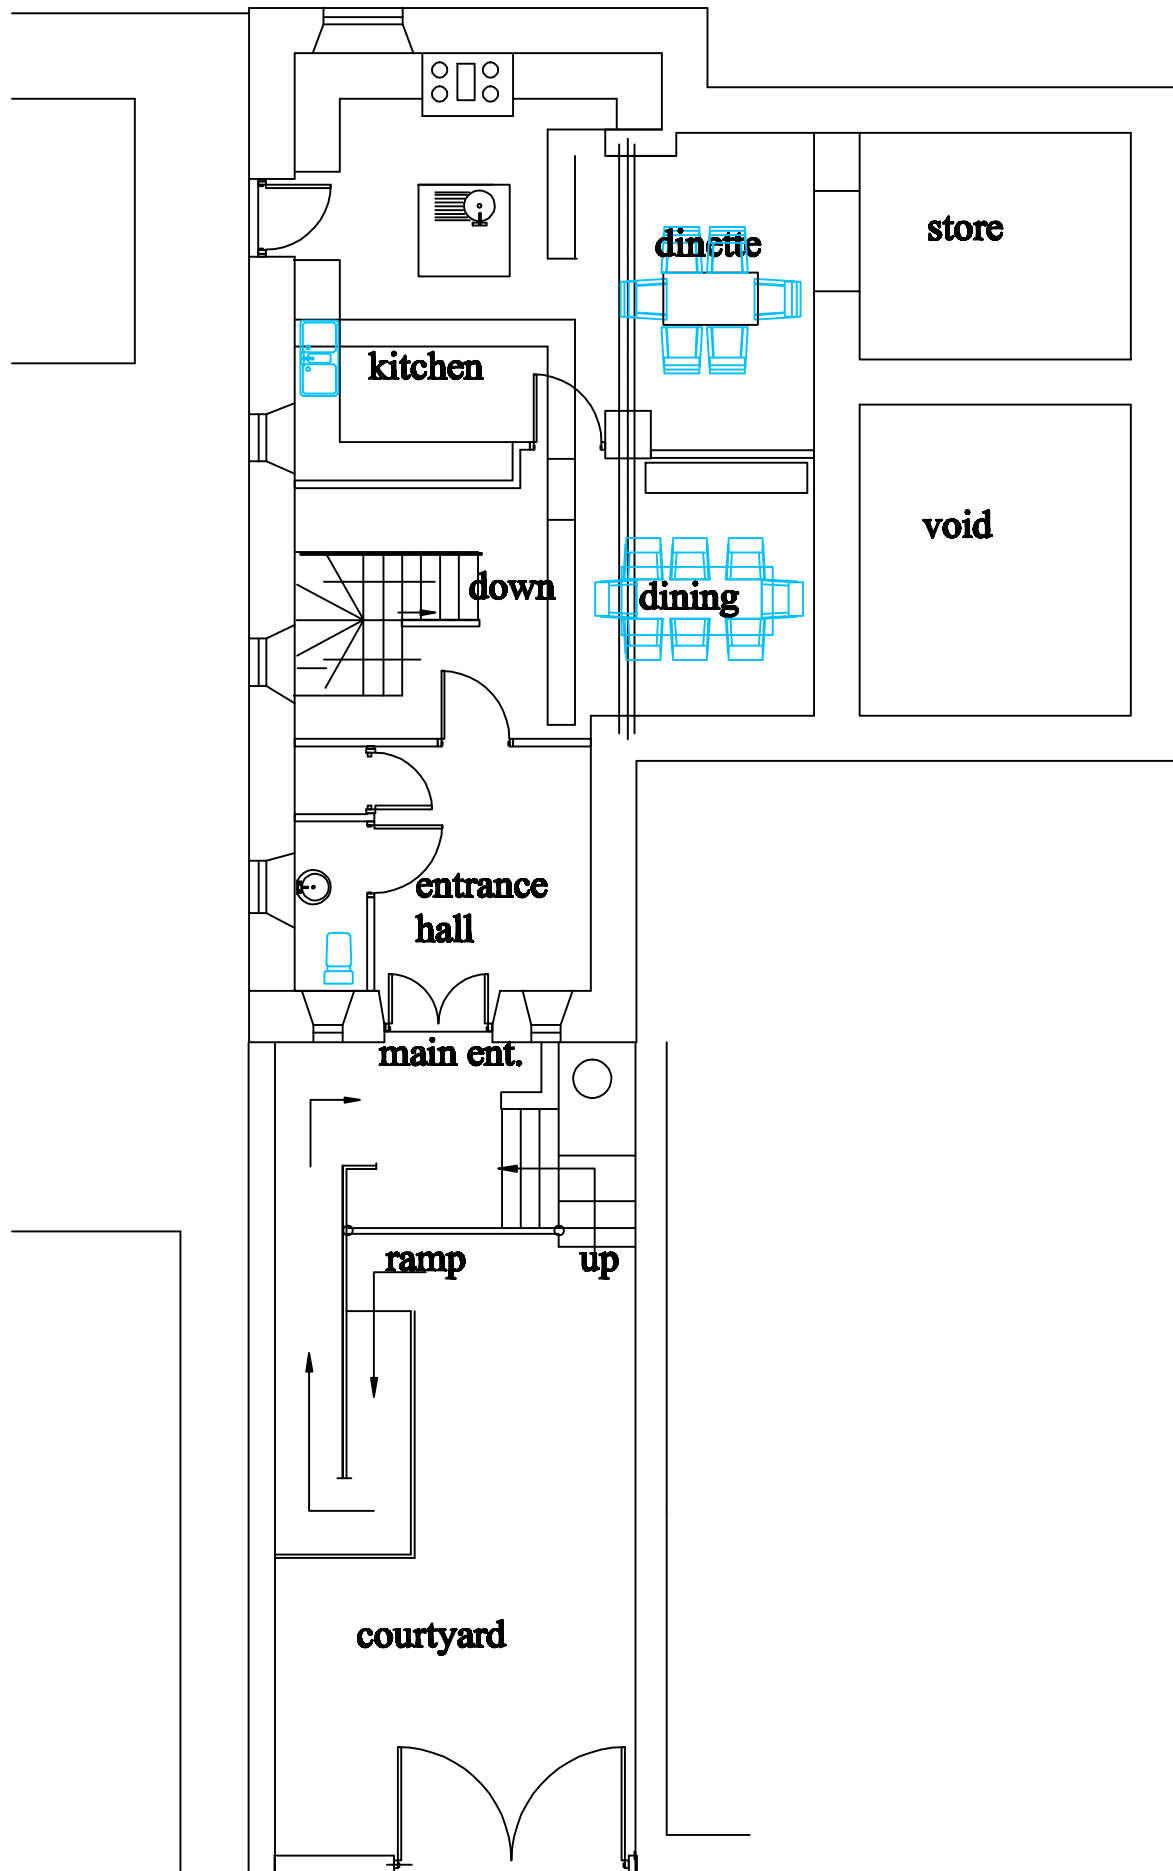 store
dinette
kitchen
void
down
dining
entrance
hall
main ent.
ramp
up
courtyard